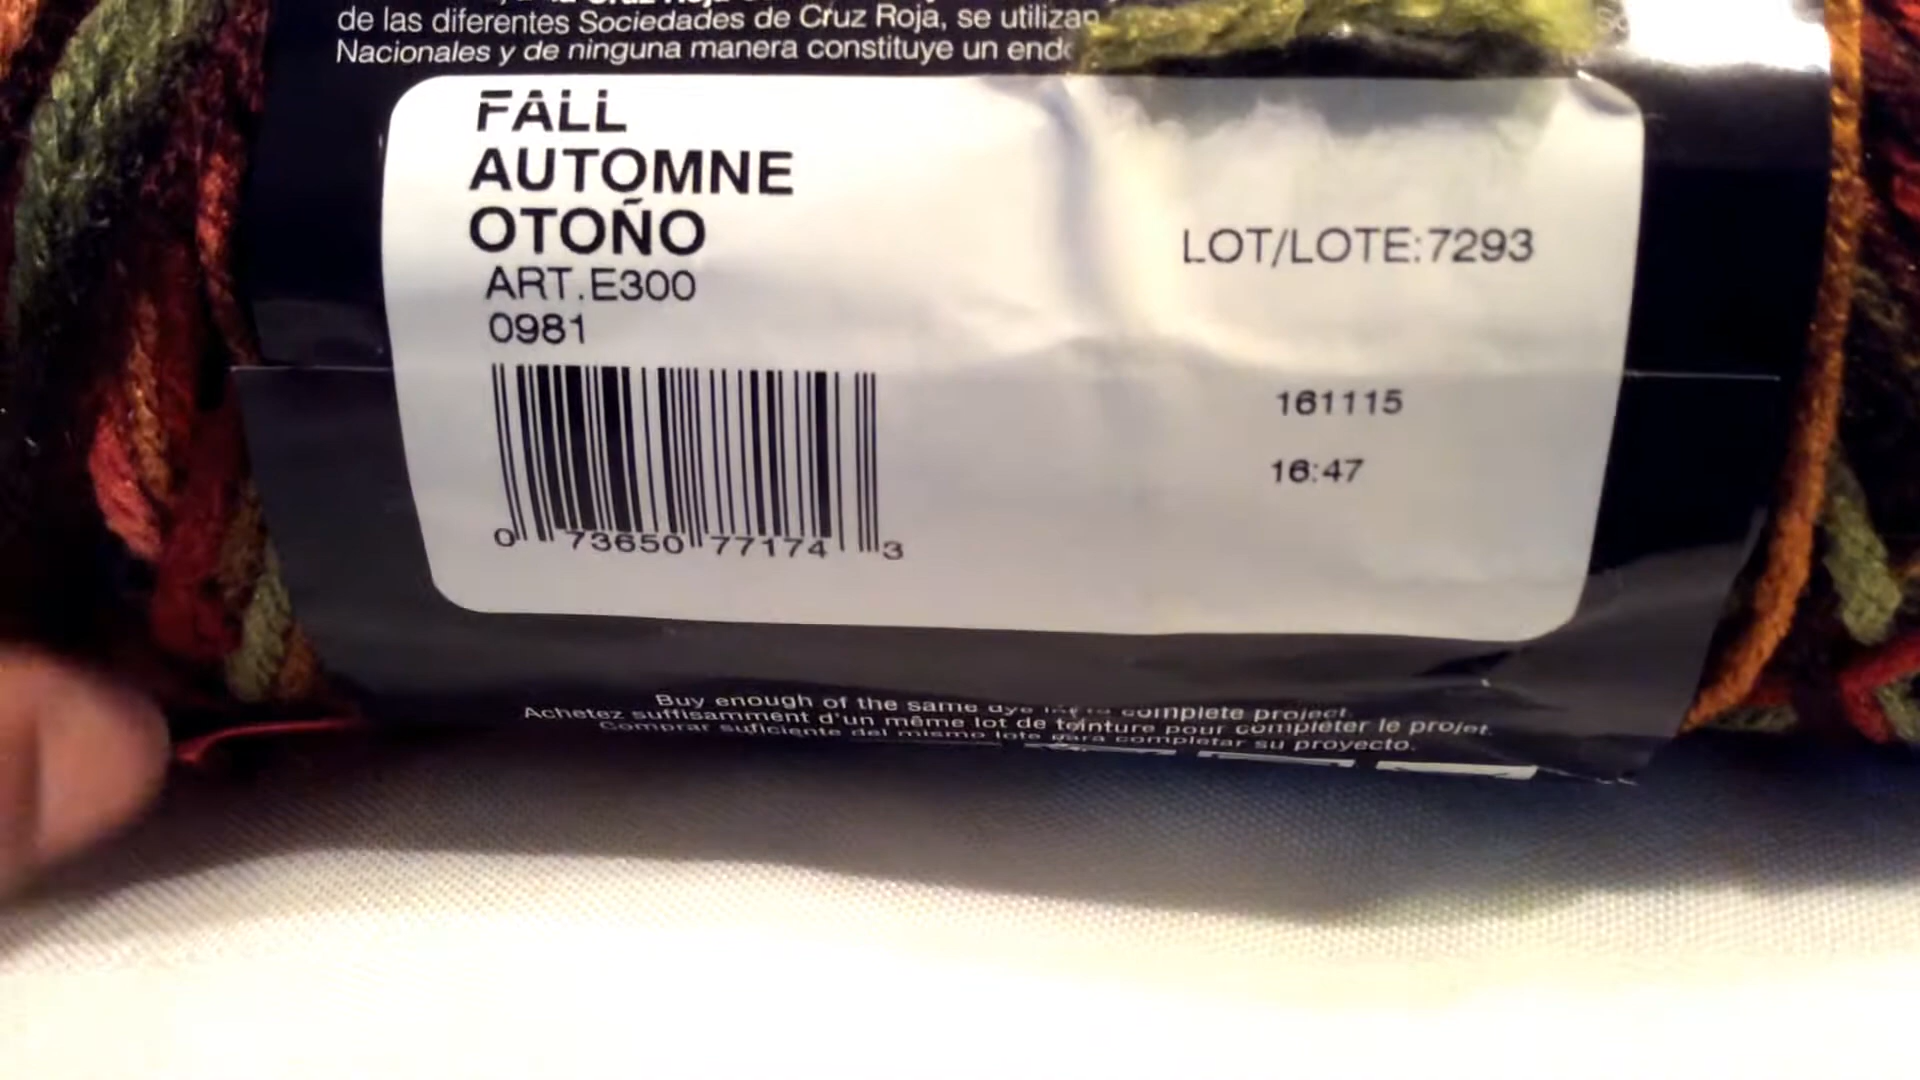 de las diferentes Sociedades de Cruz Roja, se utilizan
Nacionales y de ninguna manera constituye un
FALL
AUTOMNE
OTOÑO
ART.E300
0981
LOT/LOTE:7293
161115
16:47
0 73650 77174 3
Buy enough of the same dye complete project.
Achetez suffisamment d'un même lot de teinture pour compléter le projet.
Comprar suficiente del mismo lote para completar su proyecto.